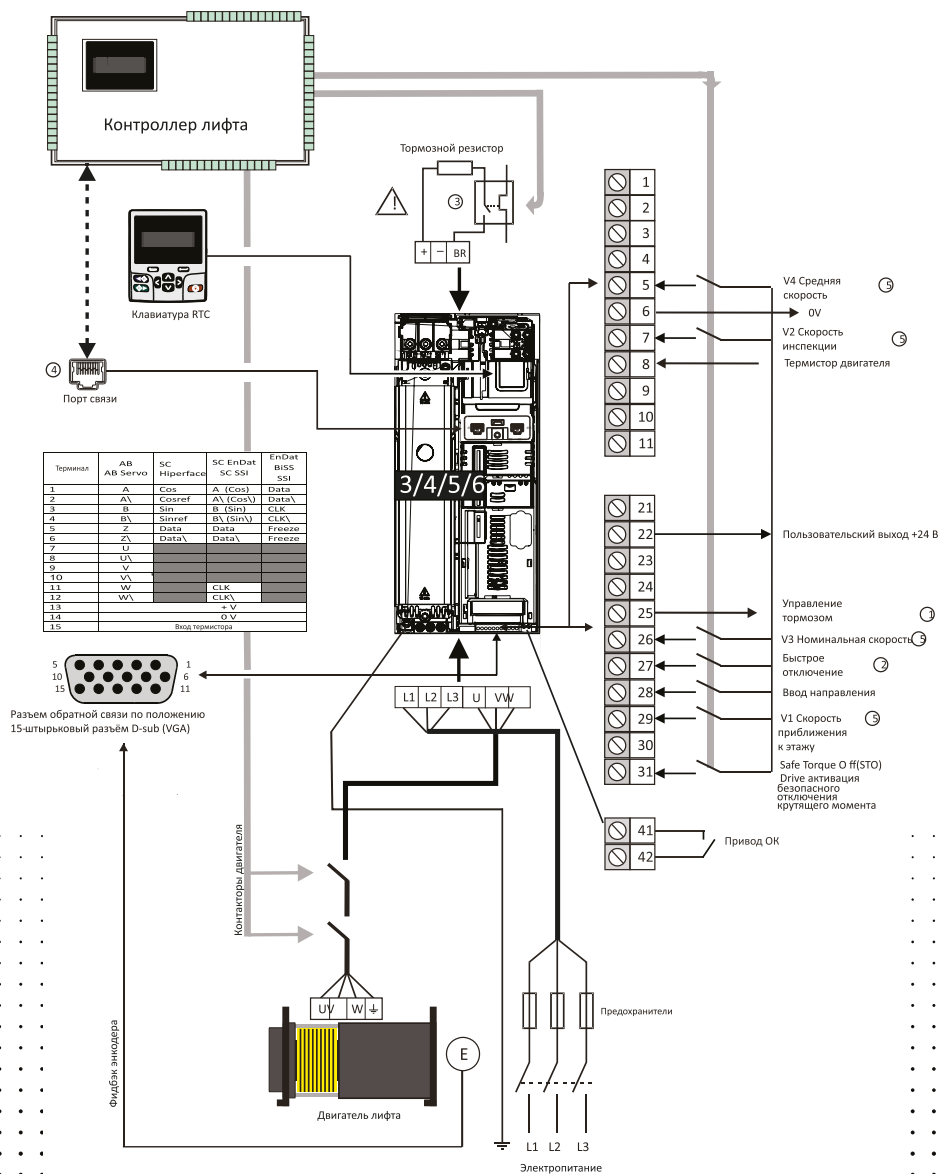 Контроллер лифта
Тормозной резистор
3
+ − BR
Клавиатура RTC
4
Порт связи
1
2
3
4
5
6
7
8
9
10
11
V4 Средняя
скорость
5
0V
V2 Скорость
инспекции
5
Термистор двигателя
Терминал AB AB Servo SC Hiperface SC EnDat SC SSI EnDat BiSS SSI
1 A Cos A (Cos) Data
2 A\ Cosref A\ (Cos\) Data\
3 B Sin B (Sin) CLK
4 B\ Sinref B\ (Sin\) CLK\
5 Z Data Data Freeze
6 Z\ Data\ Data\ Freeze
7 U
8 U\
9 V
10 V\
11 W CLK
12 W\ CLK\
13 + V
14 0 V
15 Вход термистора
3/4/5/6
21
22
23
24
25
26
27
28
29
30
31
Пользовательский выход +24 В
Управление
тормозом
1
V3 Номинальная скорость
5
Быстрое
отключение
2
Ввод направления
V1 Скорость
приближения
к этажу
5
Safe Torque O ff(STO)
Drive активация
безопасного
отключения
крутящего момента
5 1
10 6
15 11
Разъем обратной связи по положению
15-штырьковый разъём D-sub (VGA)
L1 L2 L3 U VW
41
42
Привод ОК
Контакторы двигателя
UV W
Предохранители
E
Фидбэк энкодера
Двигатель лифта
L1 L2 L3
Электропитание